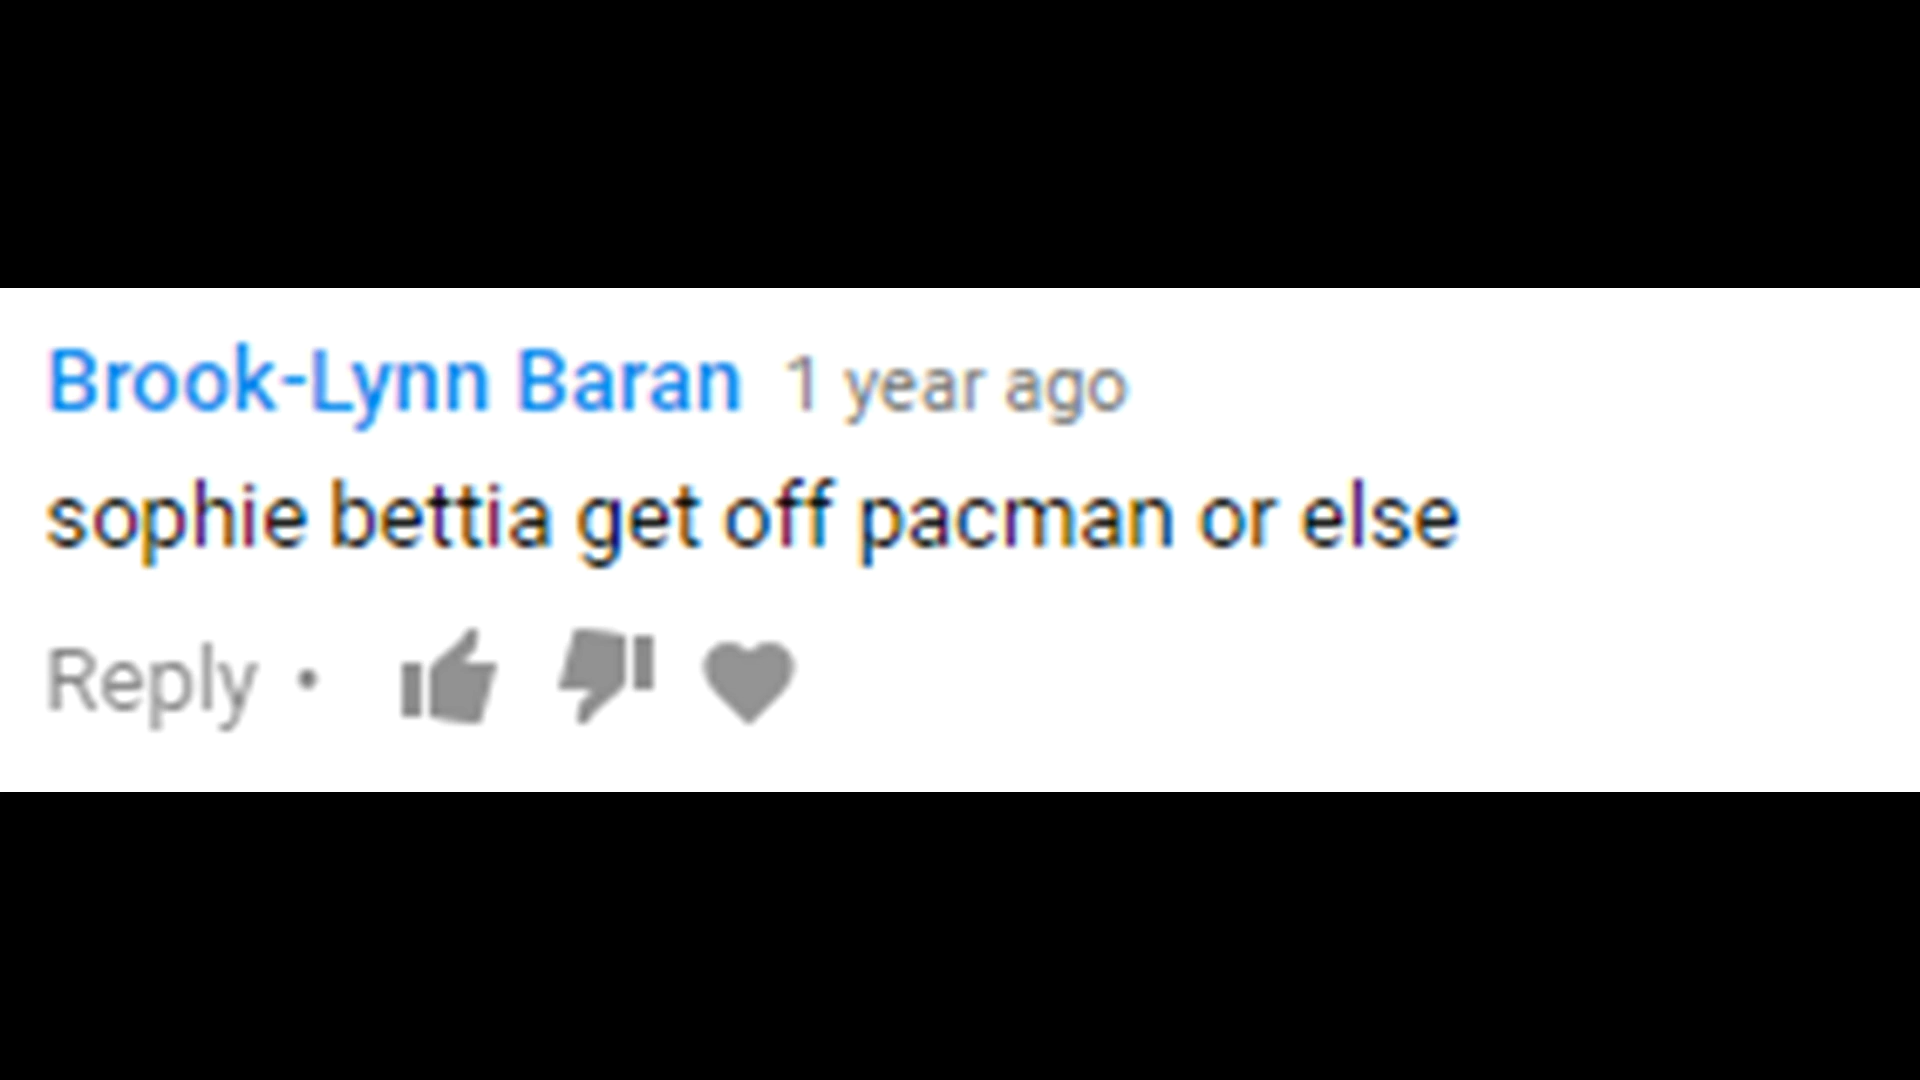 Brook-Lynn Baran 1 year ago
sophie bettia get off pacman or else
Reply •